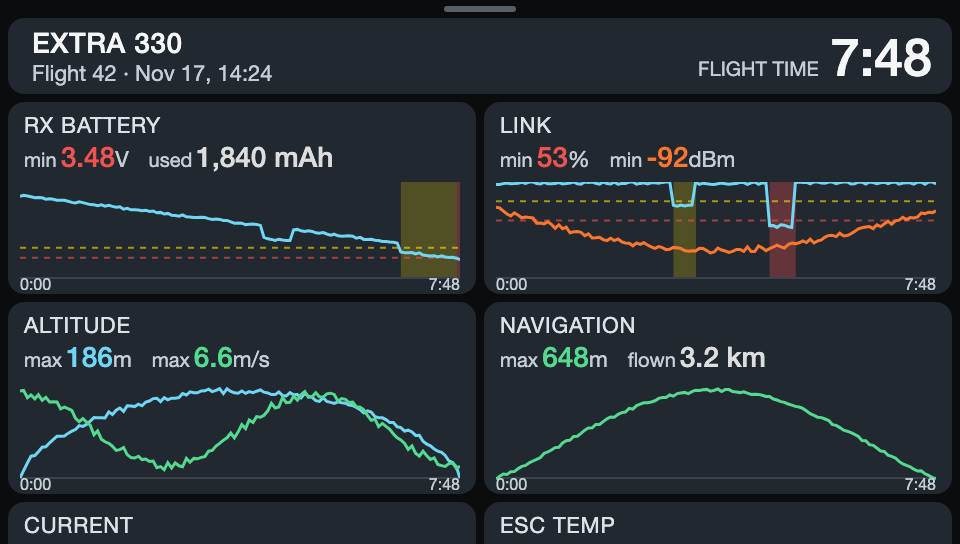 EXTRA 330
Flight 42 · Nov 17, 14:24
FLIGHT TIME 7:48
RX BATTERY
min 3.48V used 1,840 mAh
0:00 7:48
LINK
min 53% min -92dBm
0:00 7:48
ALTITUDE
max 186m max 6.6m/s
0:00 7:48
NAVIGATION
max 648m flown 3.2 km
0:00 7:48
CURRENT
ESC TEMP